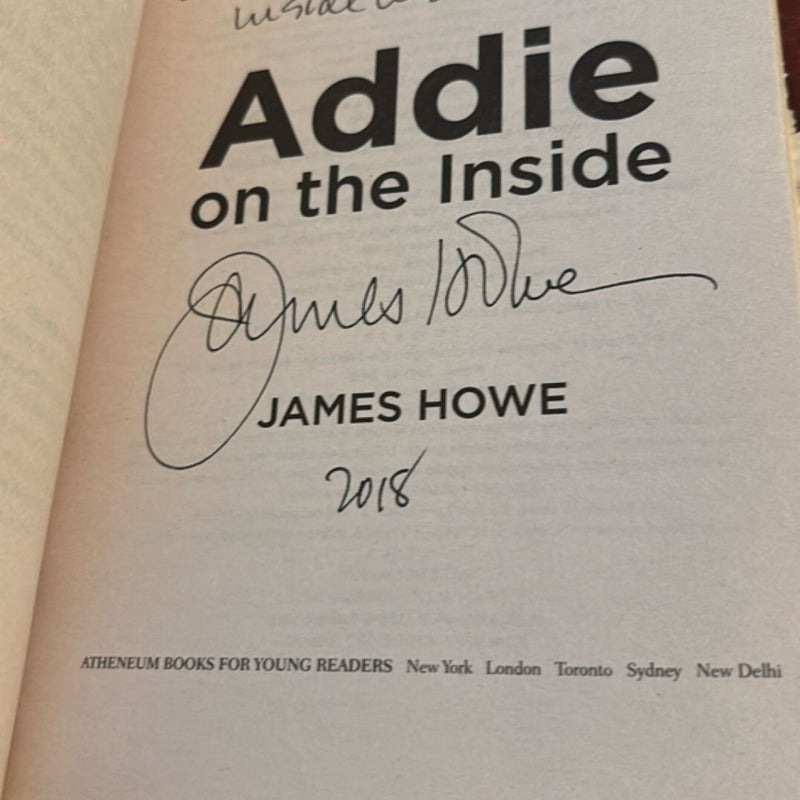 inside
Addie
on the Inside
James Howe
JAMES HOWE
2018
ATHENEUM BOOKS FOR YOUNG READERS New York London Toronto Sydney New Delhi